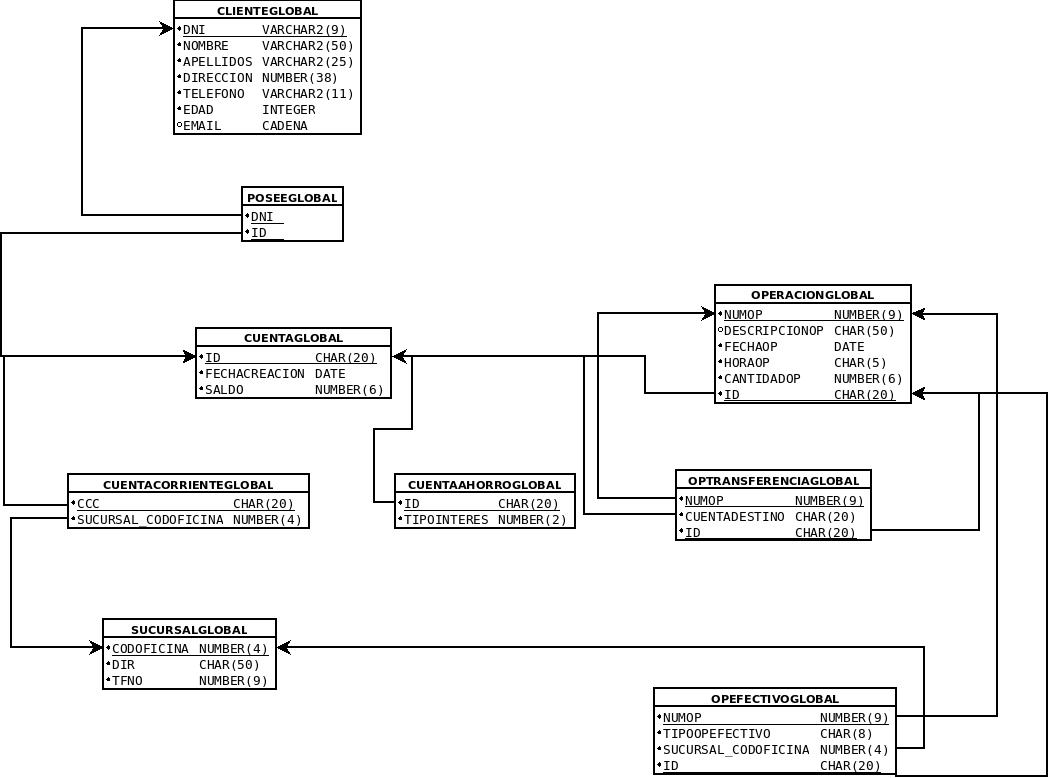 CLIENTEGLOBAL
DNI VARCHAR2(9)
NOMBRE VARCHAR2(50)
APELLIDOS VARCHAR2(25)
DIRECCION NUMBER(38)
TELEFONO VARCHAR2(11)
EDAD INTEGER
EMAIL CADENA
POSEEGLOBAL
DNI
ID
OPERACIONGLOBAL
NUMOP NUMBER(9)
DESCRIPCIONOP CHAR(50)
FECHAOP DATE
HORAOP CHAR(5)
CANTIDADOP NUMBER(6)
ID CHAR(20)
CUENTAGLOBAL
ID CHAR(20)
FECHACREACION DATE
SALDO NUMBER(6)
CUENTACORRIENTEGLOBAL
CCC CHAR(20)
SUCURSAL_CODOFICINA NUMBER(4)
CUENTAAHORROGLOBAL
ID CHAR(20)
TIPOINTERES NUMBER(2)
OPTRANSFERENCIAGLOBAL
NUMOP NUMBER(9)
CUENTADESTINO CHAR(20)
ID CHAR(20)
SUCURSALGLOBAL
CODOFICINA NUMBER(4)
DIR CHAR(50)
TFNO NUMBER(9)
OPEFECTIVOGLOBAL
NUMOP NUMBER(9)
TIPOOPEFECTIVO CHAR(8)
SUCURSAL_CODOFICINA NUMBER(4)
ID CHAR(20)